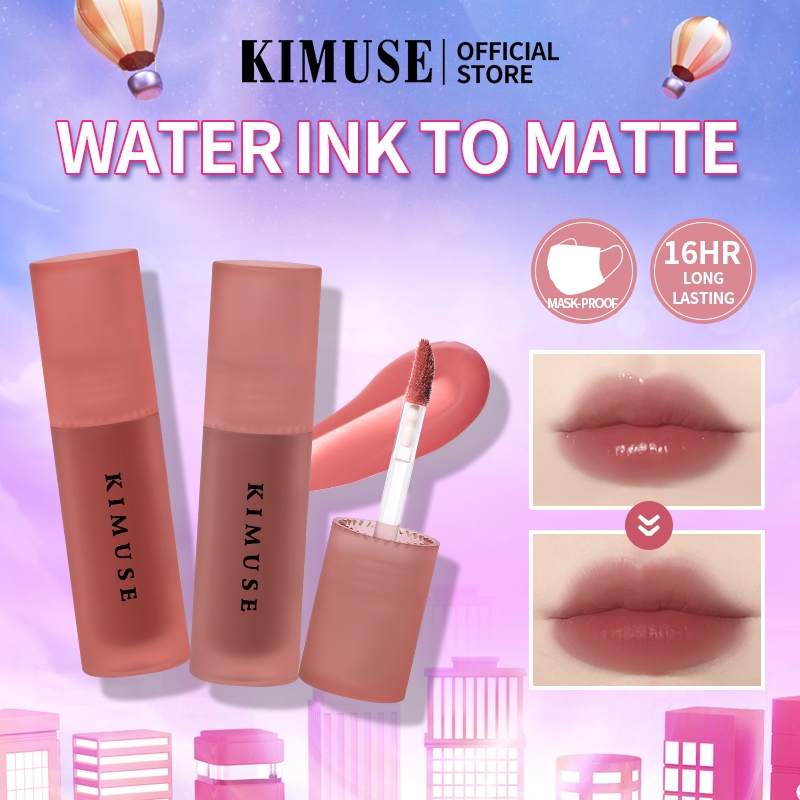 KIMUSE
OFFICIAL
STORE
WATER INK TO MATTE
MASK-PROOF
16HR
LONG
LASTING
KIMUSE
KIMUSE